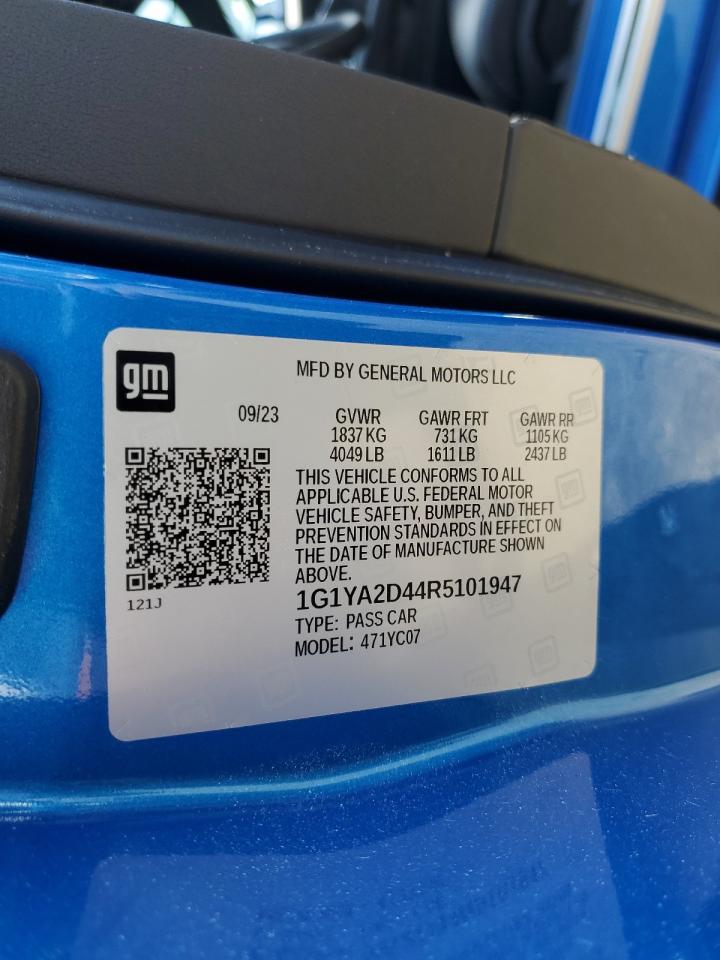 gm
MFD BY GENERAL MOTORS LLC
09/23 GVWR GAWR FRT GAWR RR
1837 KG 731 KG 1105 KG
4049 LB 1611 LB 2437 LB
THIS VEHICLE CONFORMS TO ALL
APPLICABLE U.S. FEDERAL MOTOR
VEHICLE SAFETY, BUMPER, AND THEFT
PREVENTION STANDARDS IN EFFECT ON
THE DATE OF MANUFACTURE SHOWN
ABOVE.
121J
1G1YA2D44R5101947
TYPE: PASS CAR
MODEL: 471YC07